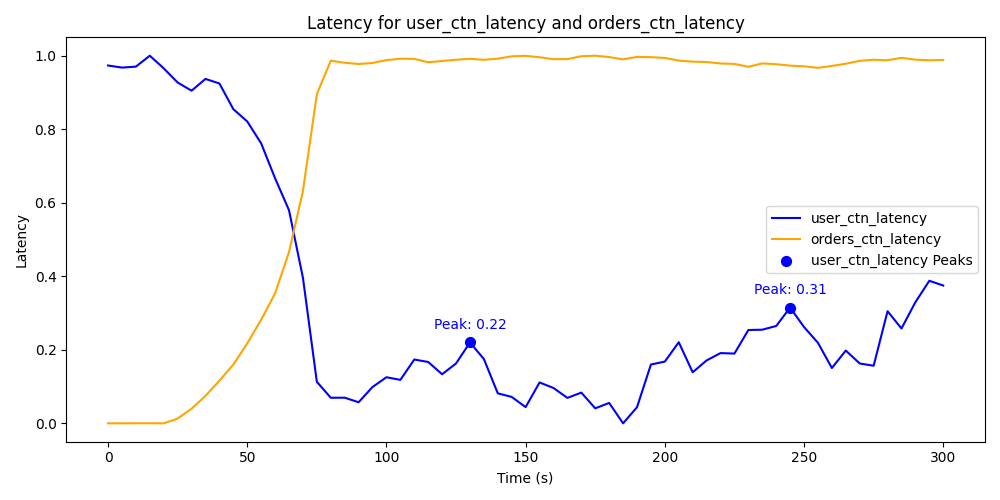 Latency for user_ctn_latency and orders_ctn_latency
Latency
1.0
0.8
0.6
0.4
0.2
0.0
user_ctn_latency
orders_ctn_latency
user_ctn_latency Peaks
Peak: 0.31
Peak: 0.22
0 50 100 150 200 250 300
Time (s)